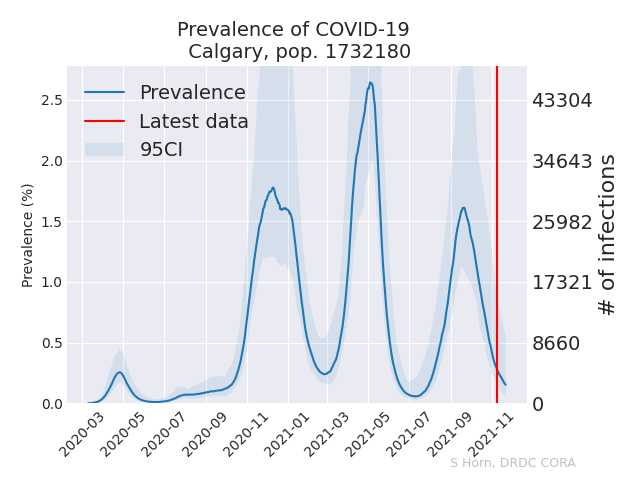 Prevalence of COVID-19
Calgary, pop. 1732180
Prevalence
Latest data
95CI
Prevalence (%)
2.5
2.0
1.5
1.0
0.5
0.0
43304
34643
25982
17321
8660
0
# of infections
2020-03
2020-05
2020-07
2020-09
2020-11
2021-01
2021-03
2021-05
2021-07
2021-09
2021-11
S Horn, DRDC CORA